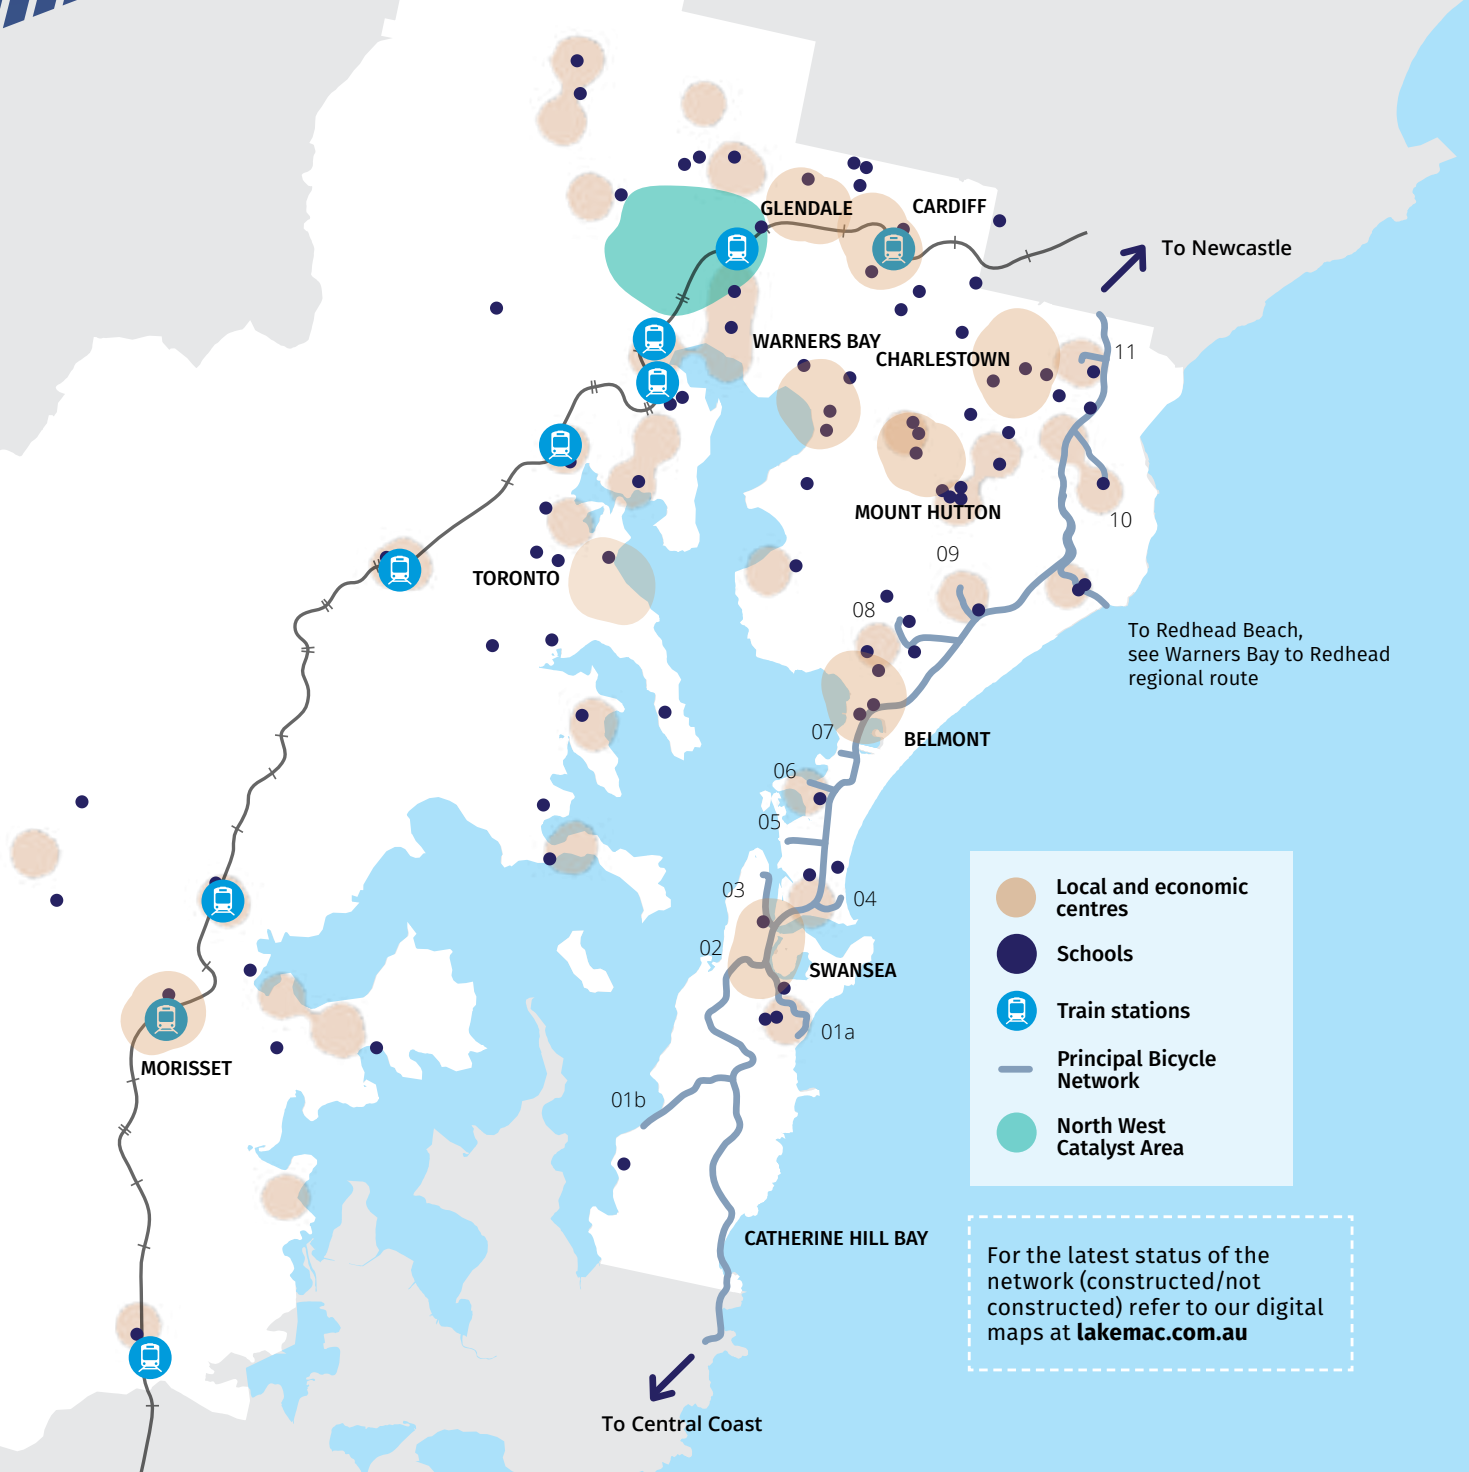 GLENDALE
CARDIFF
To Newcastle
WARNERS BAY
CHARLESTOWN
11
MOUNT HUTTON
10
09
TORONTO
08
To Redhead Beach,
see Warners Bay to Redhead
regional route
07
BELMONT
06
05
03
04
02
SWANSEA
01a
MORISSET
01b
CATHERINE HILL BAY
To Central Coast
Local and economic
centres
Schools
Train stations
Principal Bicycle
Network
North West
Catalyst Area
For the latest status of the
network (constructed/not
constructed) refer to our digital
maps at lakemac.com.au